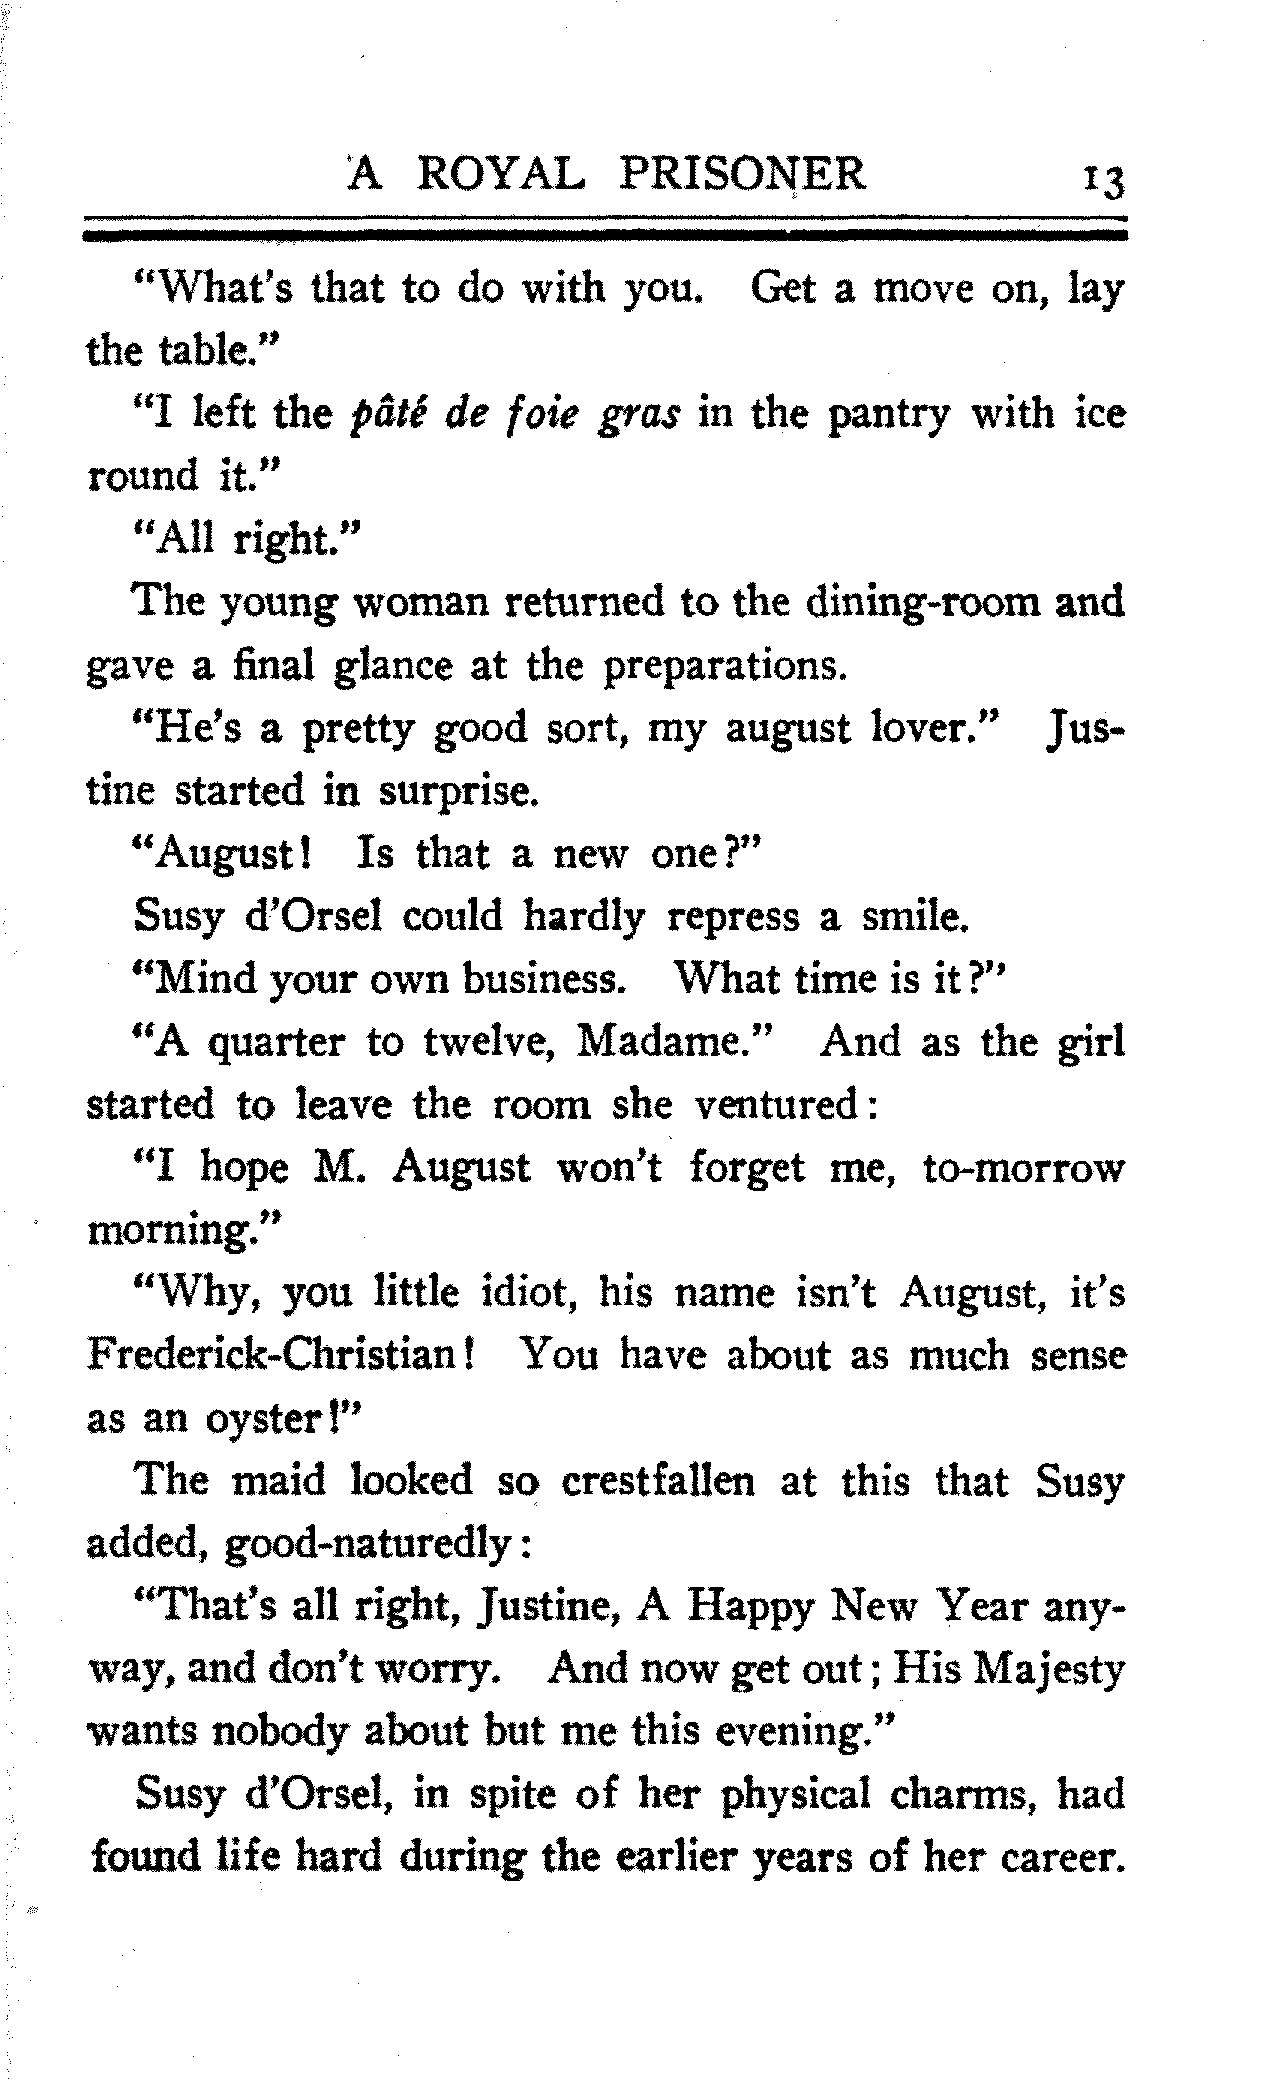 A ROYAL PRISONER 13
"What's that to do with you. Get a move on, lay
the table."
"I left the pâté de foie gras in the pantry with ice
round it."
"All right."
The young woman returned to the dining-room and
gave a final glance at the preparations.
"He's a pretty good sort, my august lover." Jus-
tine started in surprise.
"August! Is that a new one?"
Susy d'Orsel could hardly repress a smile.
"Mind your own business. What time is it?"
"A quarter to twelve, Madame." And as the girl
started to leave the room she ventured:
"I hope M. August won't forget me, to-morrow
morning."
"Why, you little idiot, his name isn't August, it's
Frederick-Christian! You have about as much sense
as an oyster!"
The maid looked so crestfallen at this that Susy
added, good-naturedly:
"That's all right, Justine, A Happy New Year any-
way, and don't worry. And now get out; His Majesty
wants nobody about but me this evening."
Susy d'Orsel, in spite of her physical charms, had
found life hard during the earlier years of her career.